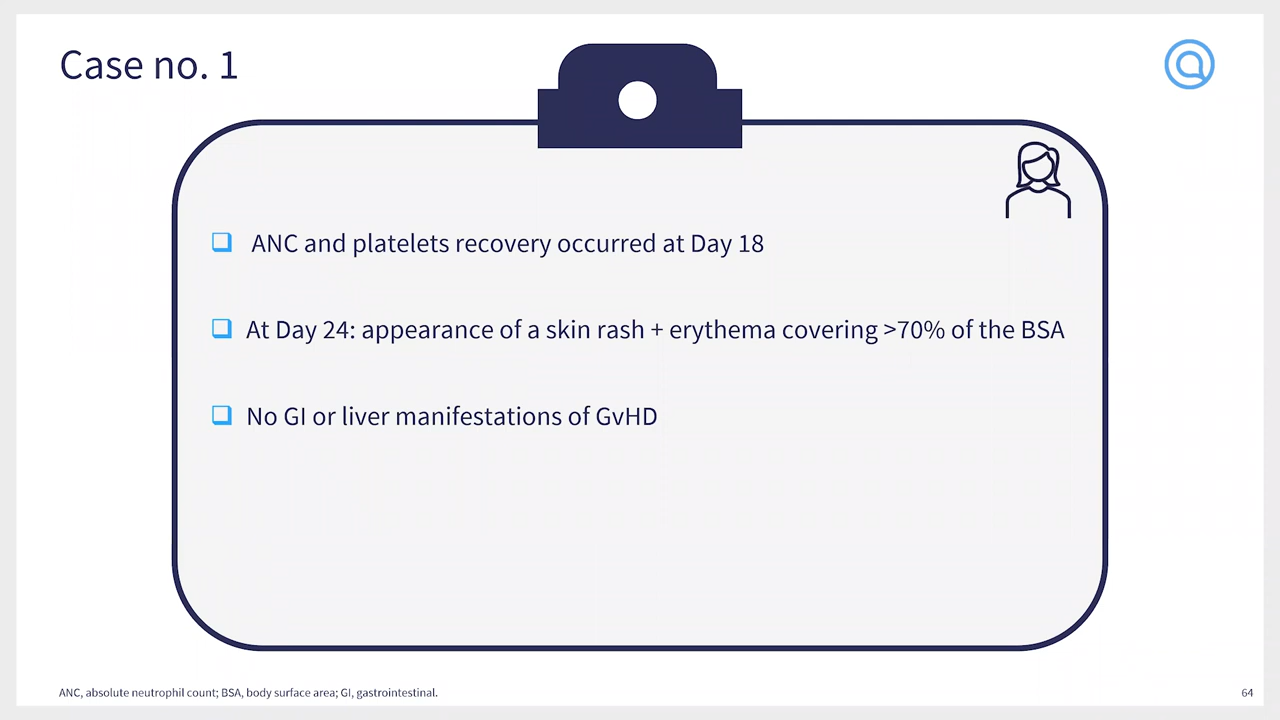 Case no. 1
ANC and platelets recovery occurred at Day 18
At Day 24: appearance of a skin rash + erythema covering >70% of the BSA
No GI or liver manifestations of GvHD
ANC, absolute neutrophil count; BSA, body surface area; GI, gastrointestinal.
64